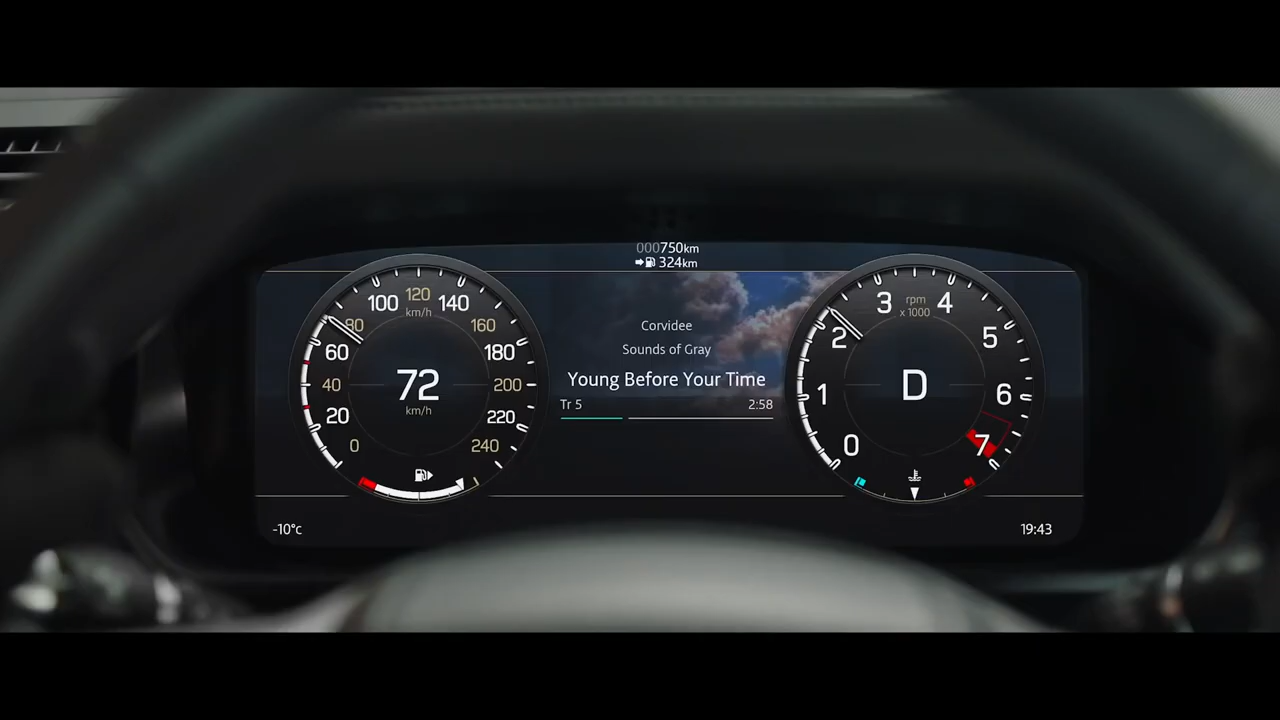 000750km
324km
100 120 140
km/h
80 160
60 180
40 200
20 220
0 240
72
km/h
Corvidee
Sounds of Gray
Young Before Your Time
Tr 5 2:58
3 rpm 4
x 1000
2 5
1 6
0 7
D
-10°c
19:43